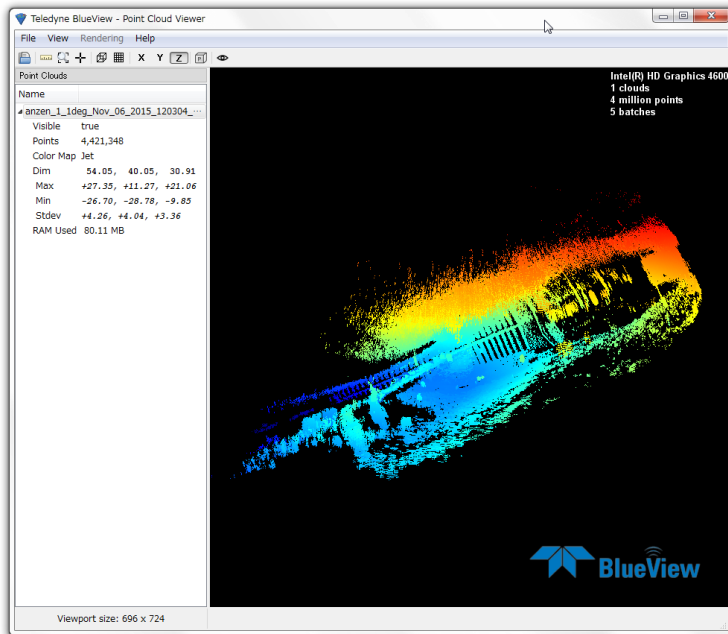 Teledyne BlueView - Point Cloud Viewer
File View Rendering Help
X Y Z
Point Clouds
Name
anzen_1_1deg_Nov_06_2015_120304_...
Visible true
Points 4,421,348
Color Map Jet
Dim 54.05, 40.05, 30.91
Max +27.35, +11.27, +21.06
Min -26.70, -28.78, -9.85
Stdev +4.26, +4.04, +3.36
RAM Used 80.11 MB
Intel(R) HD Graphics 4600
1 clouds
4 million points
5 batches
BlueView
Viewport size: 696 x 724